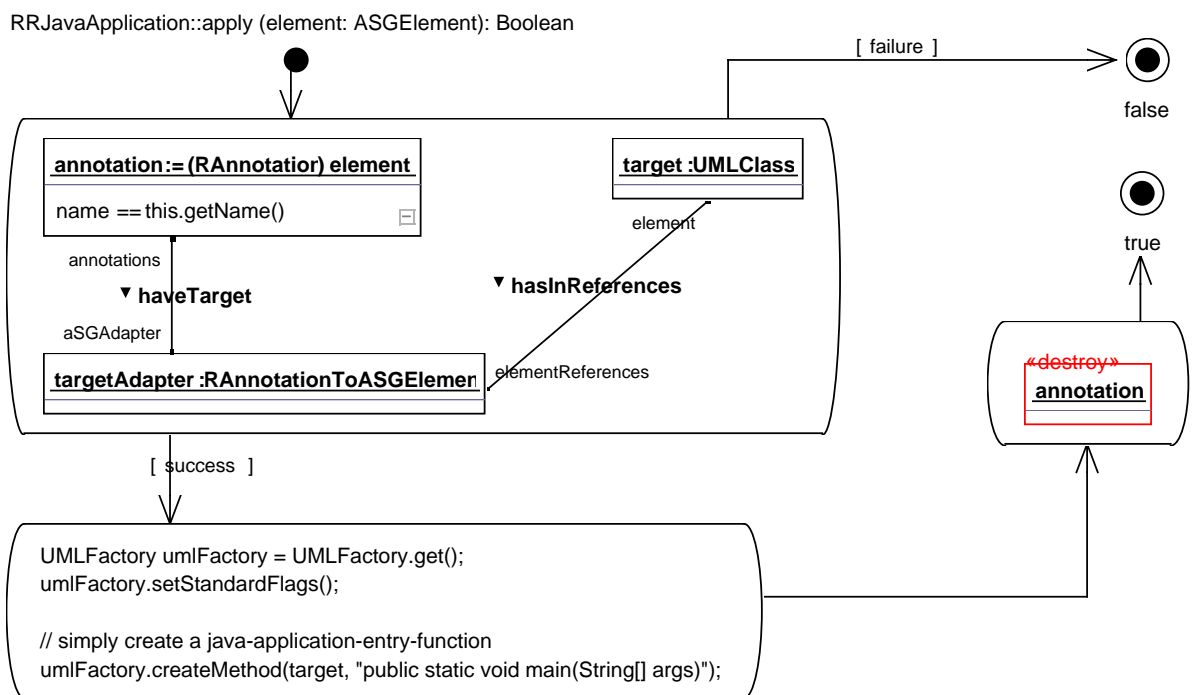 RRJavaApplication::apply (element: ASGElement): Boolean
[ failure ]
false
annotation:= (RAnnotatior) element
name == this.getName()
target :UMLClass
element
true
annotations
▼ haveTarget
▼ hasInReferences
aSGAdapter
targetAdapter :RAnnotationToASGElemen
elementReferences
«destroy»
annotation
[ success ]
UMLFactory umlFactory = UMLFactory.get();
umlFactory.setStandardFlags();
// simply create a java-application-entry-function
umlFactory.createMethod(target, "public static void main(String[] args)");